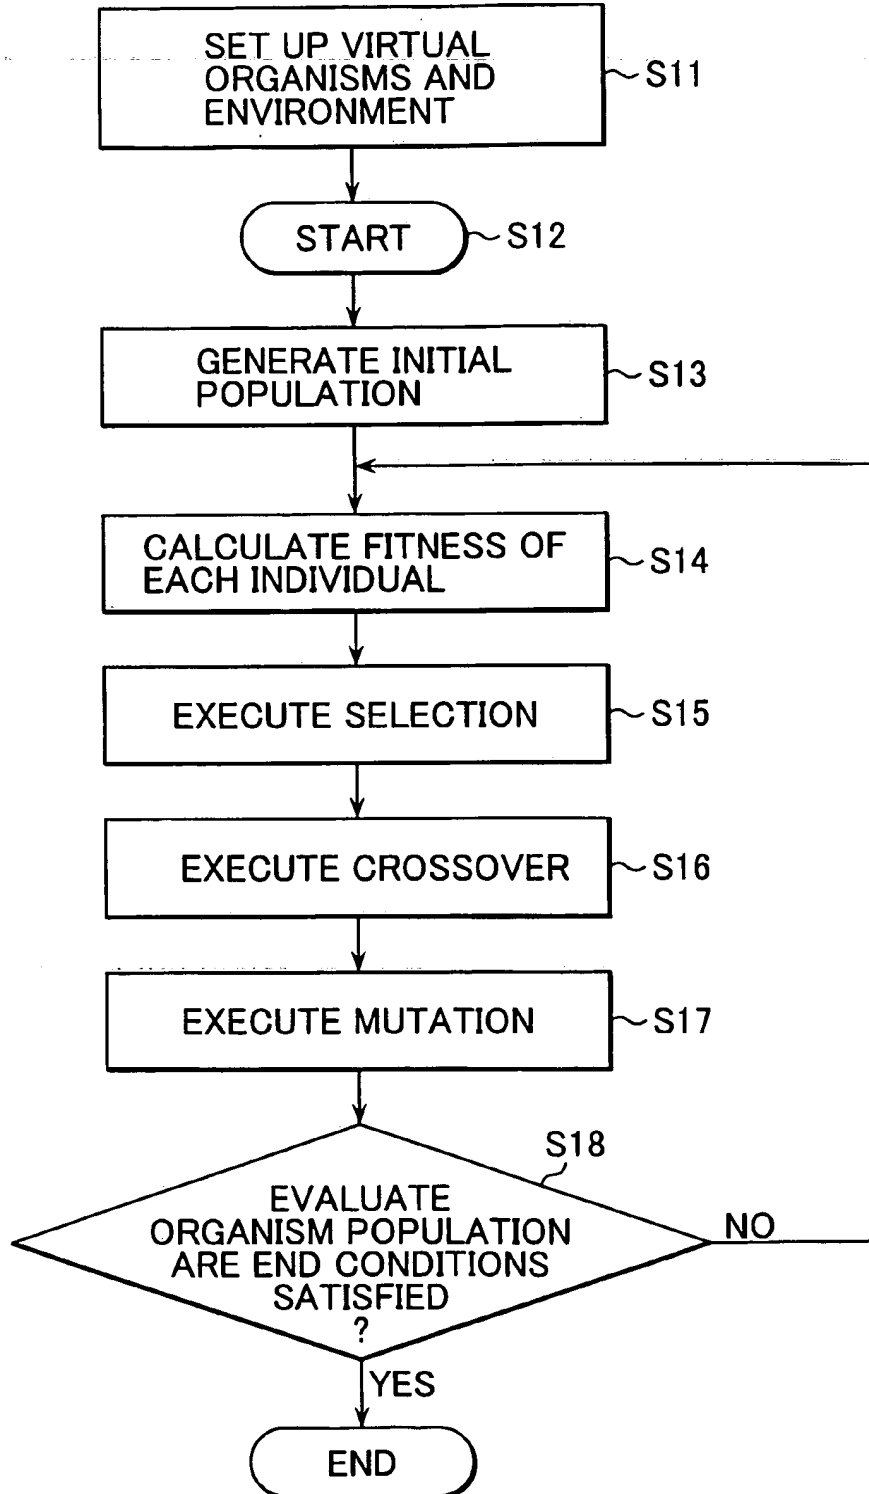 SET UP VIRTUAL
ORGANISMS AND
ENVIRONMENT
S11
START
S12
GENERATE INITIAL
POPULATION
S13
CALCULATE FITNESS OF
EACH INDIVIDUAL
S14
EXECUTE SELECTION
S15
EXECUTE CROSSOVER
S16
EXECUTE MUTATION
S17
S18
EVALUATE
ORGANISM POPULATION
ARE END CONDITIONS
SATISFIED
?
NO
YES
END